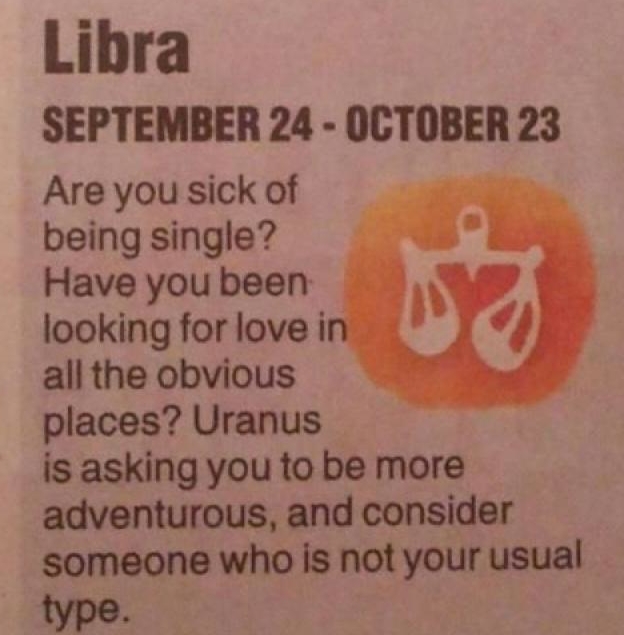 Libra
SEPTEMBER 24 - OCTOBER 23
Are you sick of
being single?
Have you been
looking for love in
all the obvious
places? Uranus
is asking you to be more
adventurous, and consider
someone who is not your usual
type.